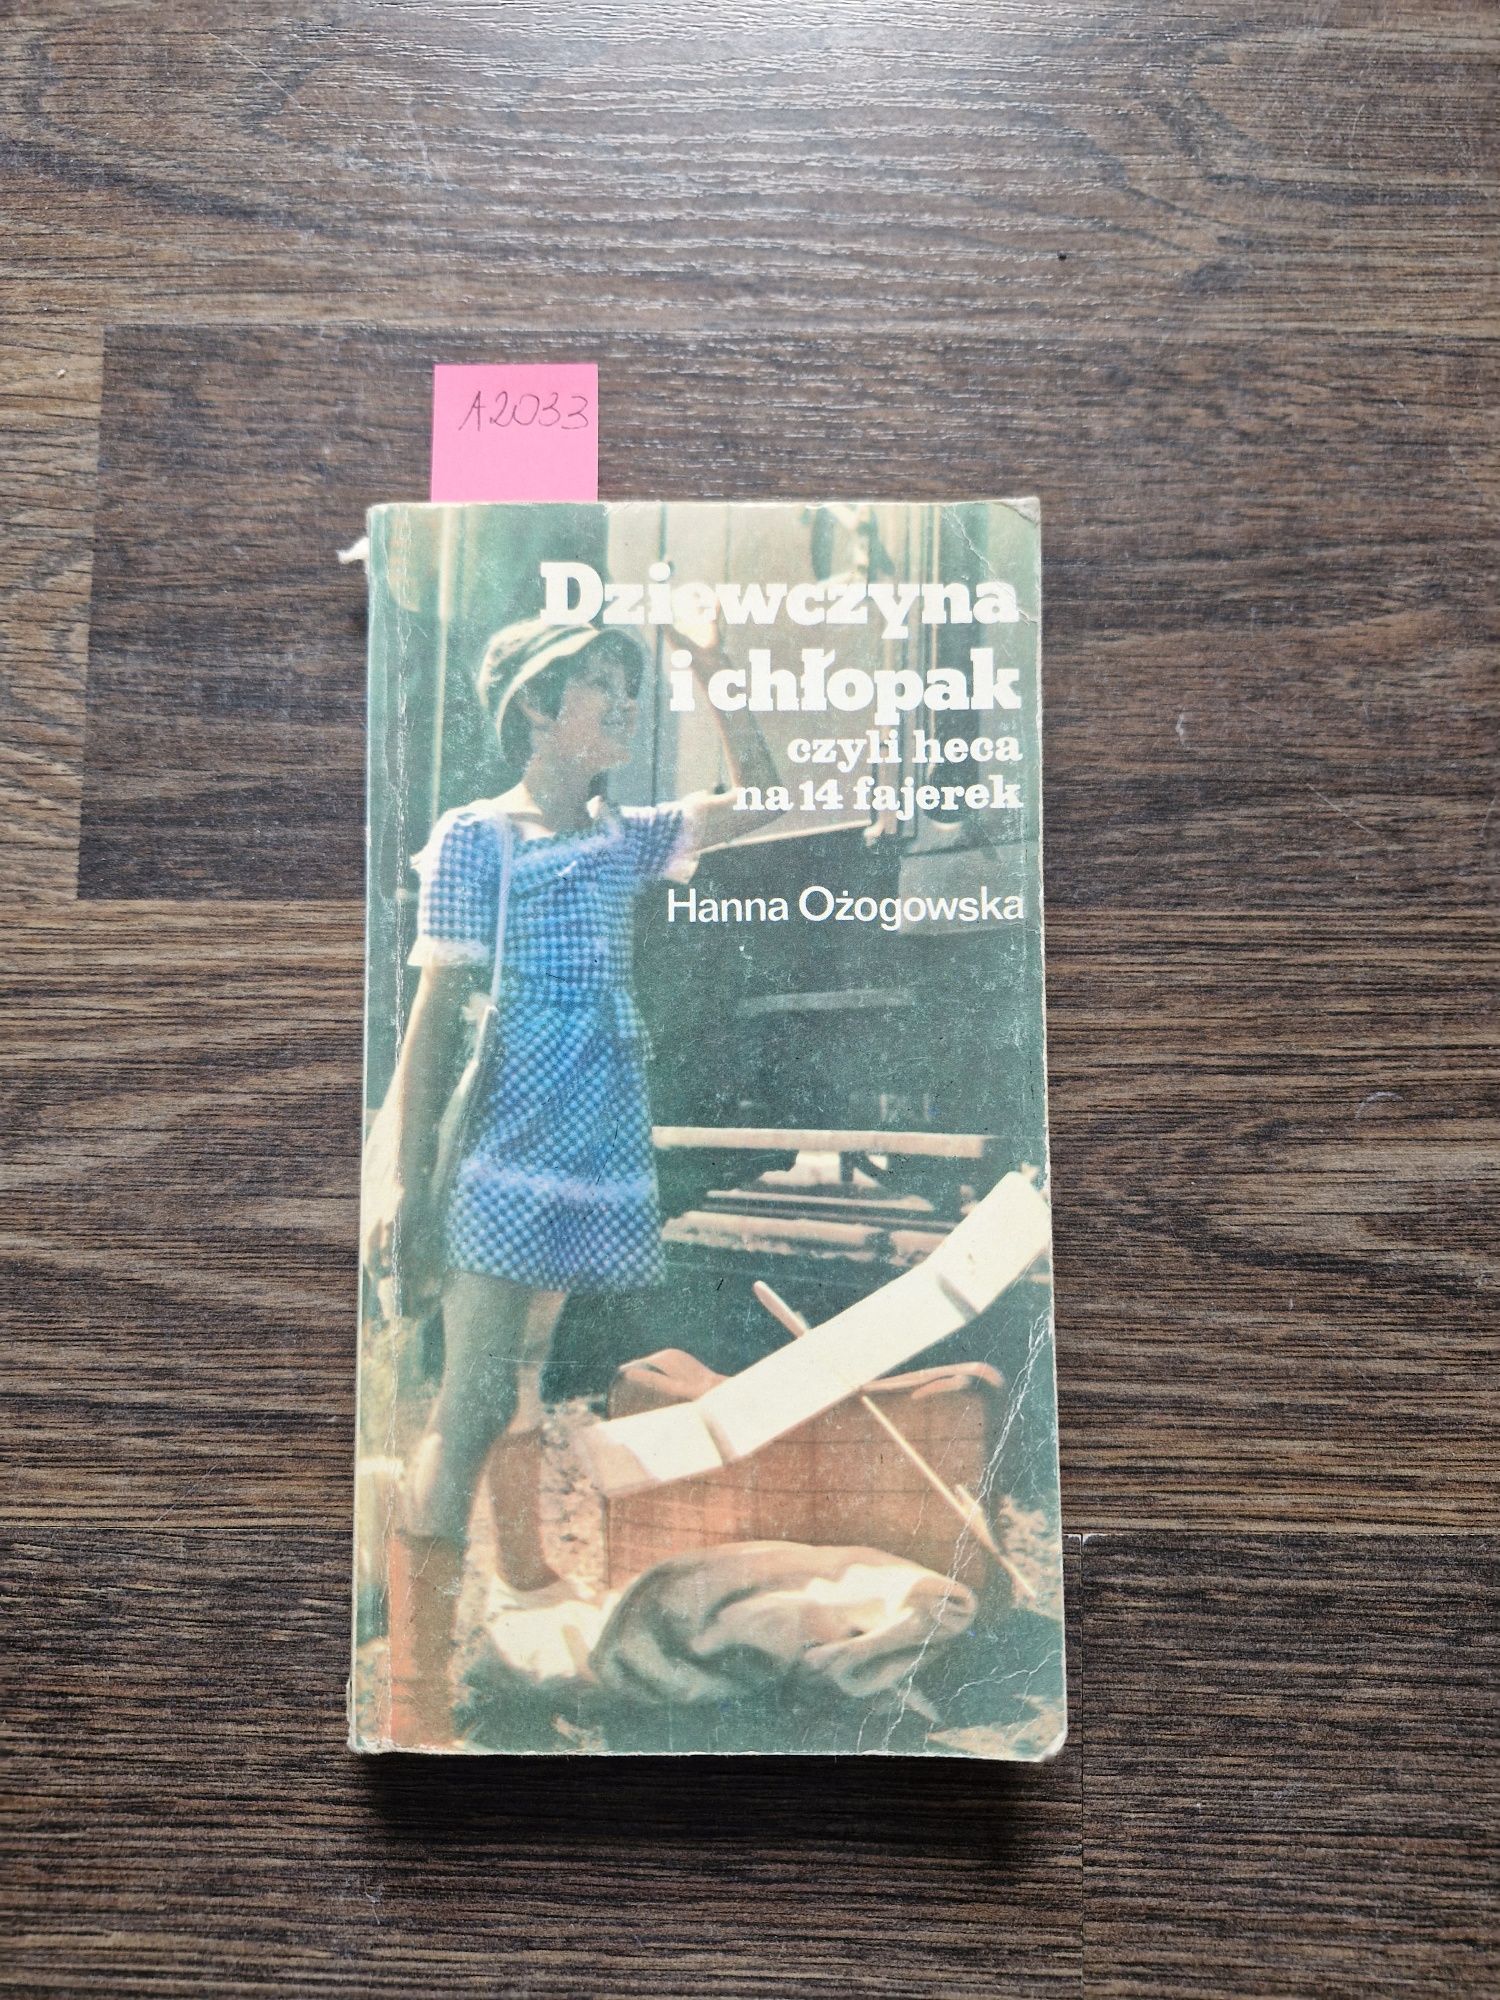 A2033
Dziewczyna
i chłopak
czyli heca
na 14 fajerek
Hanna Ożogowska